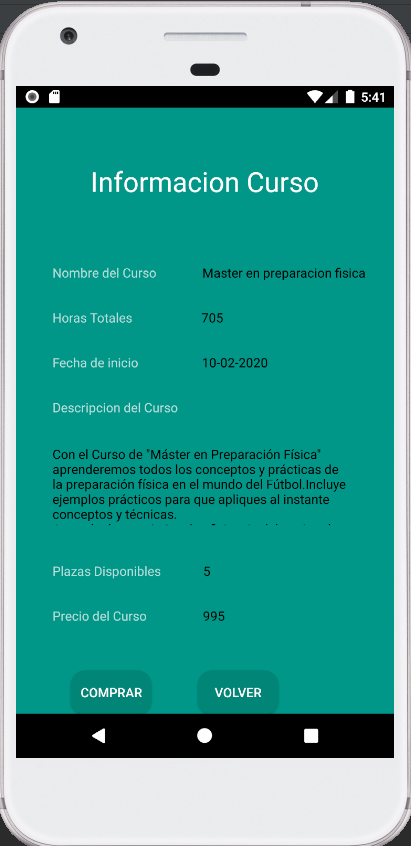 5:41
Informacion Curso
Nombre del Curso Master en preparacion fisica
Horas Totales 705
Fecha de inicio 10-02-2020
Descripcion del Curso
Con el Curso de "Máster en Preparación Física"
aprenderemos todos los conceptos y prácticas de
la preparación física en el mundo del Fútbol.Incluye
ejemplos prácticos para que apliques al instante
conceptos y técnicas.
Plazas Disponibles 5
Precio del Curso 995
COMPRAR VOLVER